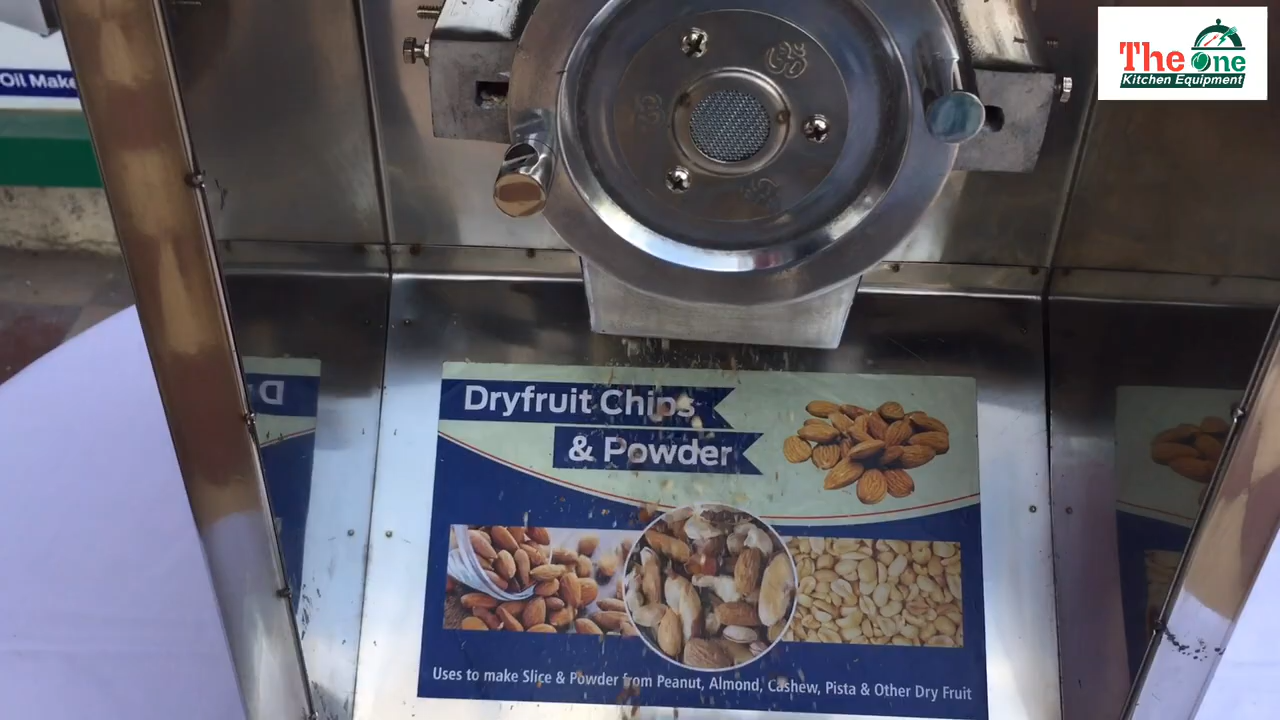 Oil Make
The One
Kitchen Equipment
ॐ
Dryfruit Chips
& Powder
Uses to make Slice & Powder from Peanut, Almond, Cashew, Pista & Other Dry Fruit